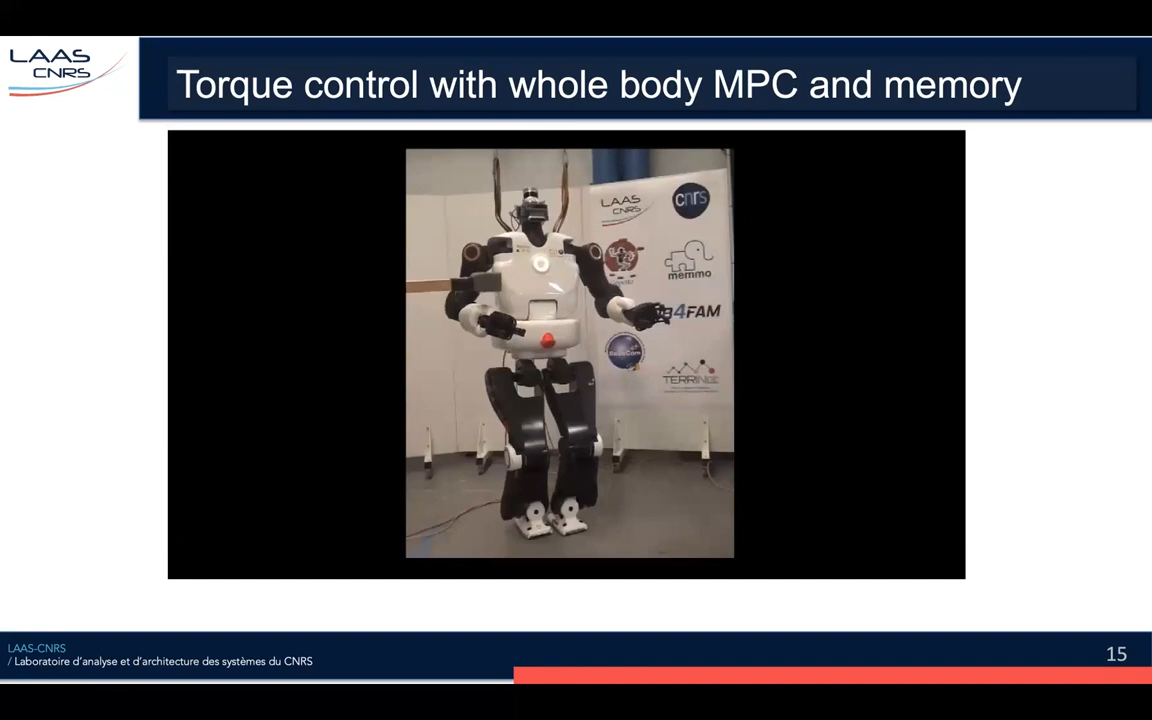 LAAS
CNRS
Torque control with whole body MPC and memory
LAAS
CNRS
cnrs
memmo
4FAM
TERRINet
LAAS-CNRS
/ Laboratoire d'analyse et d'architecture des systèmes du CNRS
15